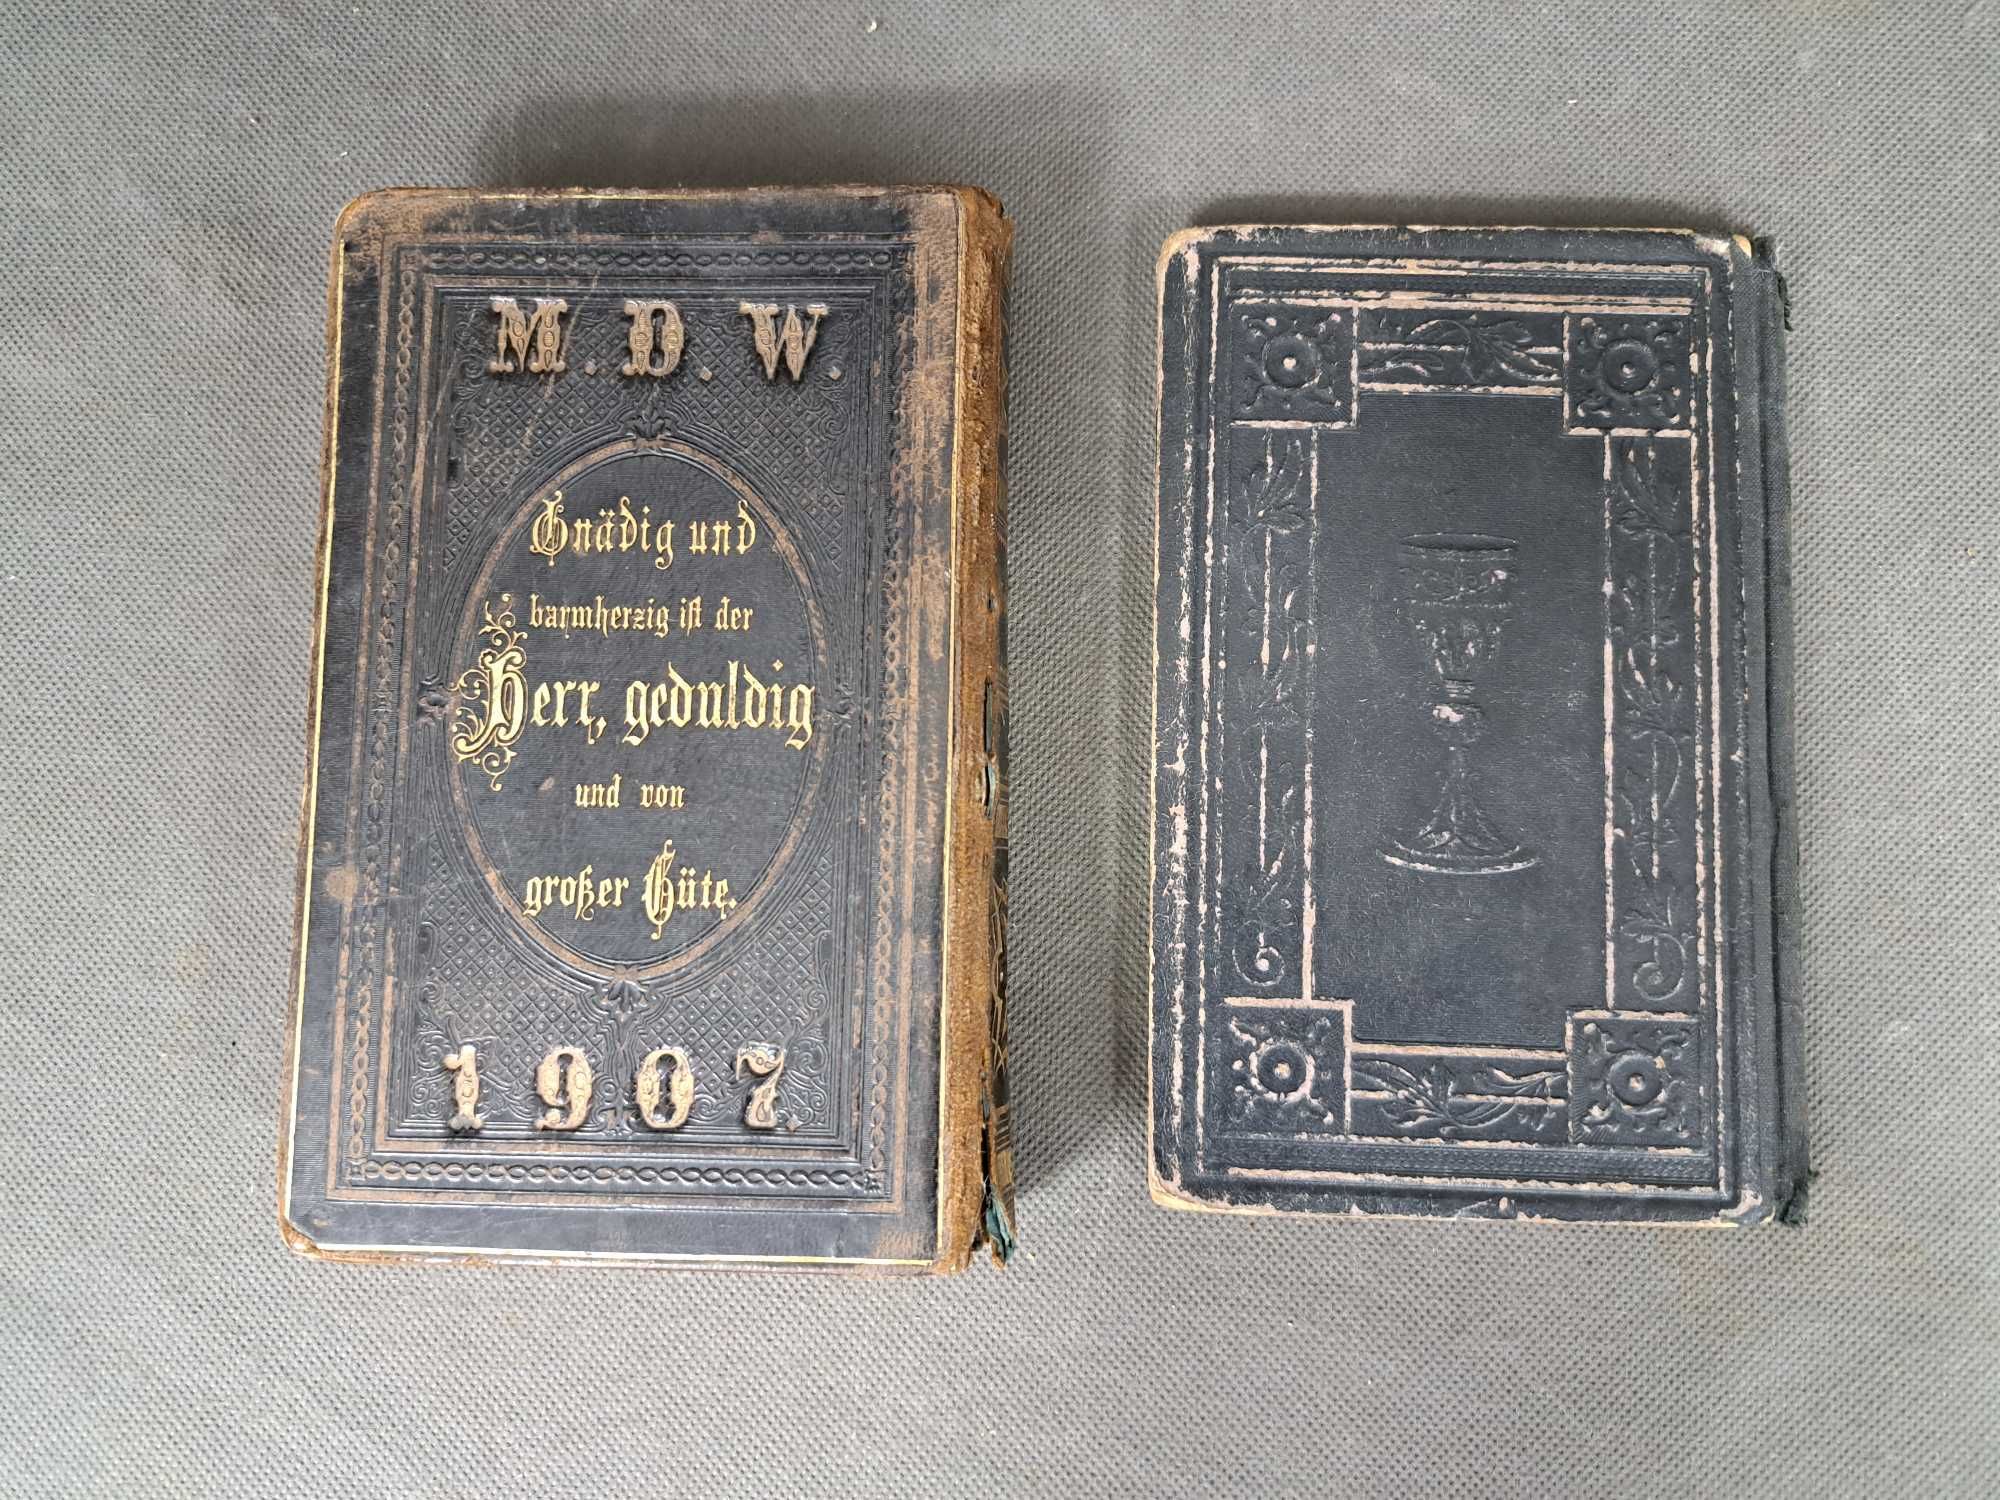 M. D. W.
Gnädig und
barmherzig ist der
Herr, geduldig
und von
großer Güte.
1907.